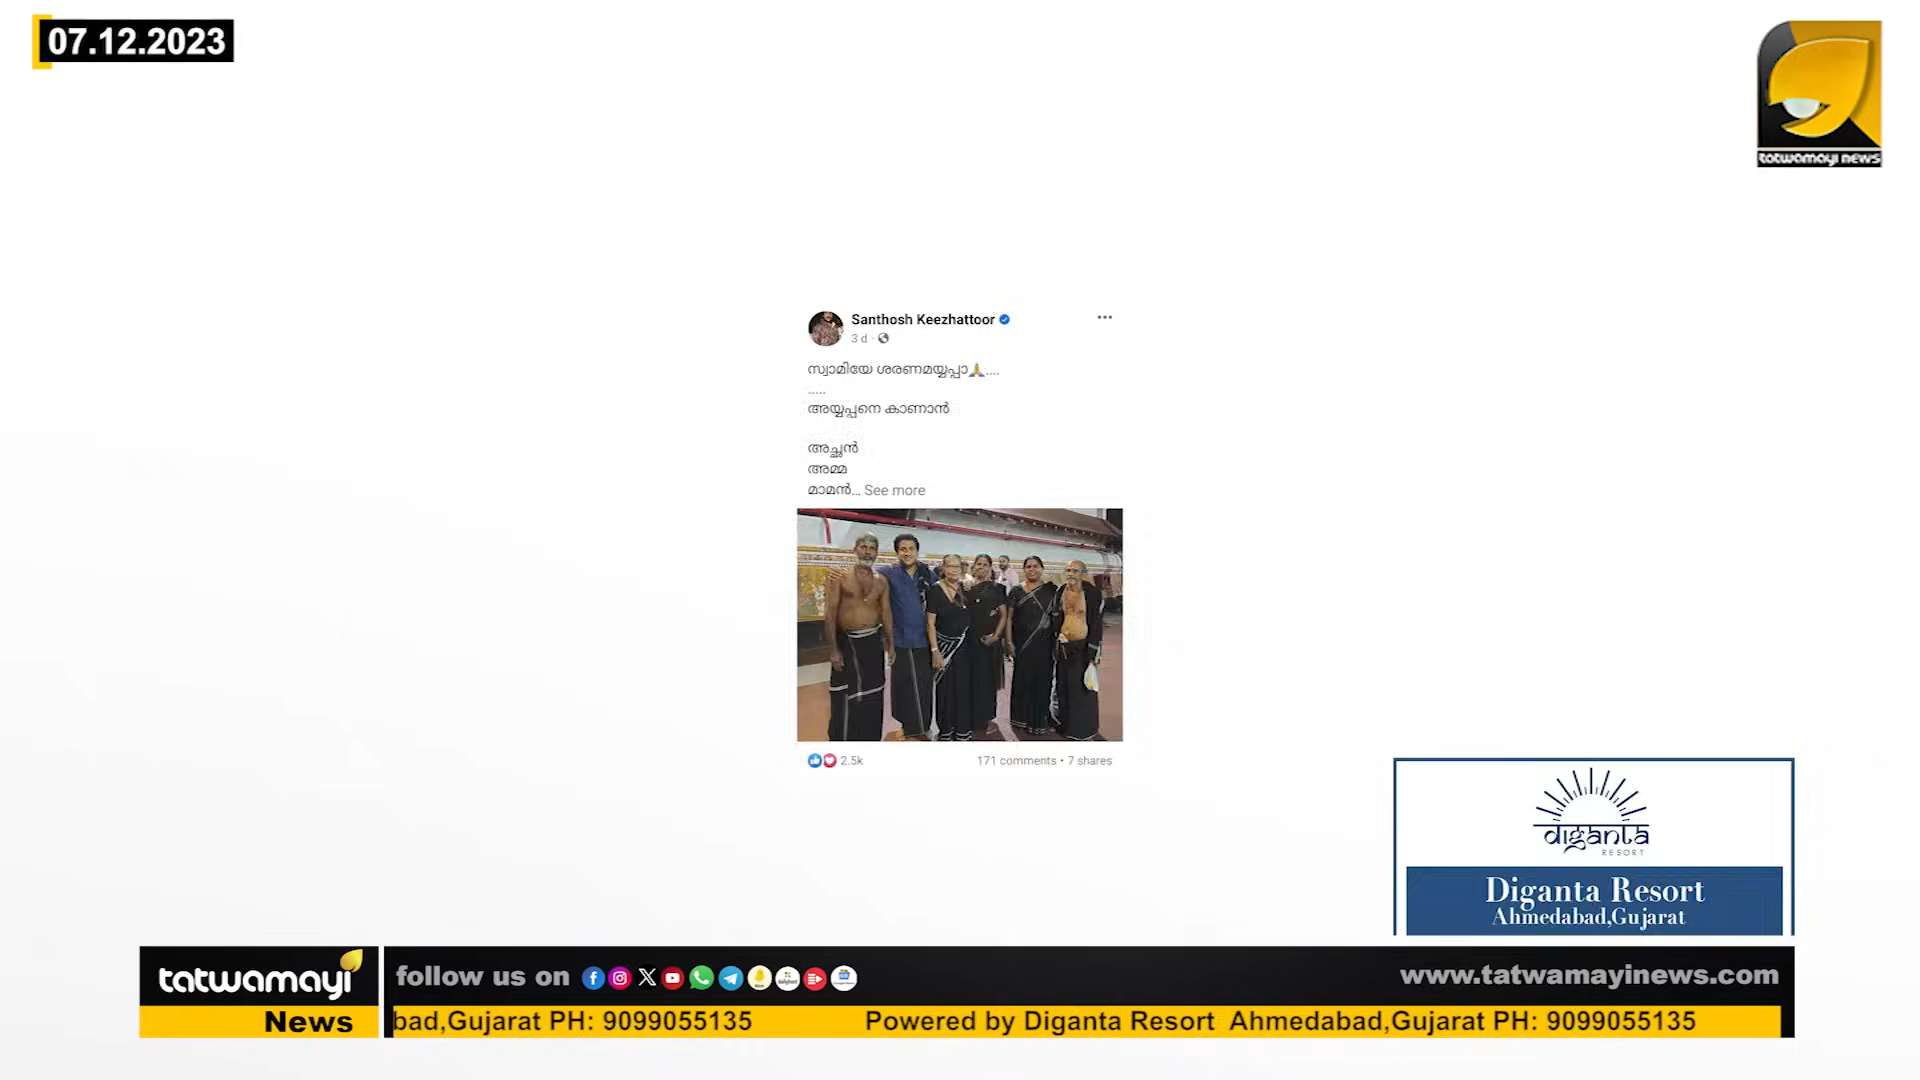 07.12.2023
tatwamayi news
Santhosh Keezhattoor
3 d
സ്വാമിയേ ശരണമയ്യപ്പാ🙏....
.....
അയ്യപ്പനെ കാണാൻ
അച്ഛൻ
അമ്മ
മാമൻ... See more
2.5k 171 comments • 7 shares
diganta
RESORT
Diganta Resort
Ahmedabad,Gujarat
tatwamayi
News
follow us on
www.tatwamayinews.com
bad,Gujarat PH: 9099055135 Powered by Diganta Resort Ahmedabad,Gujarat PH: 9099055135